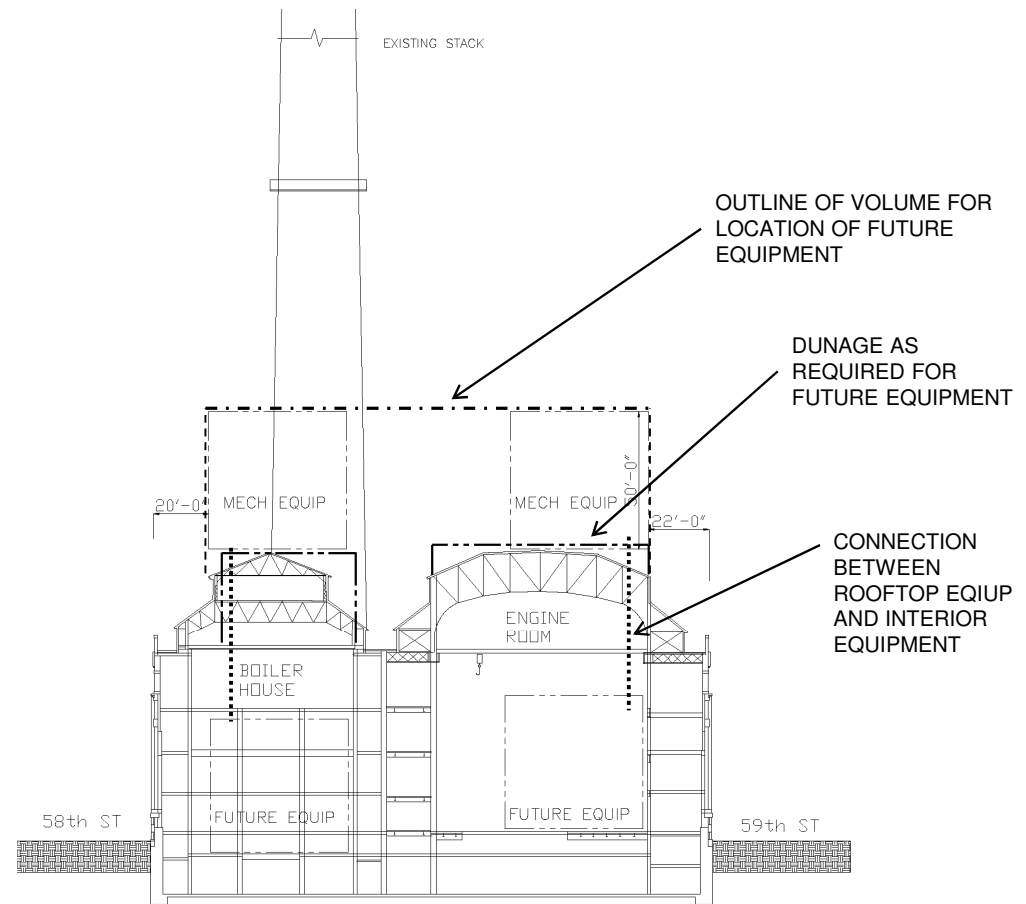 EXISTING STACK
OUTLINE OF VOLUME FOR
LOCATION OF FUTURE
EQUIPMENT
DUNAGE AS
REQUIRED FOR
FUTURE EQUIPMENT
MECH EQUIP
MECH EQUIP
50'-0"
20'-0"
22'-0"
CONNECTION
BETWEEN
ROOFTOP EQIUP
AND INTERIOR
EQUIPMENT
ENGINE
ROOM
BOILER
HOUSE
FUTURE EQUIP
FUTURE EQUIP
58th ST
59th ST